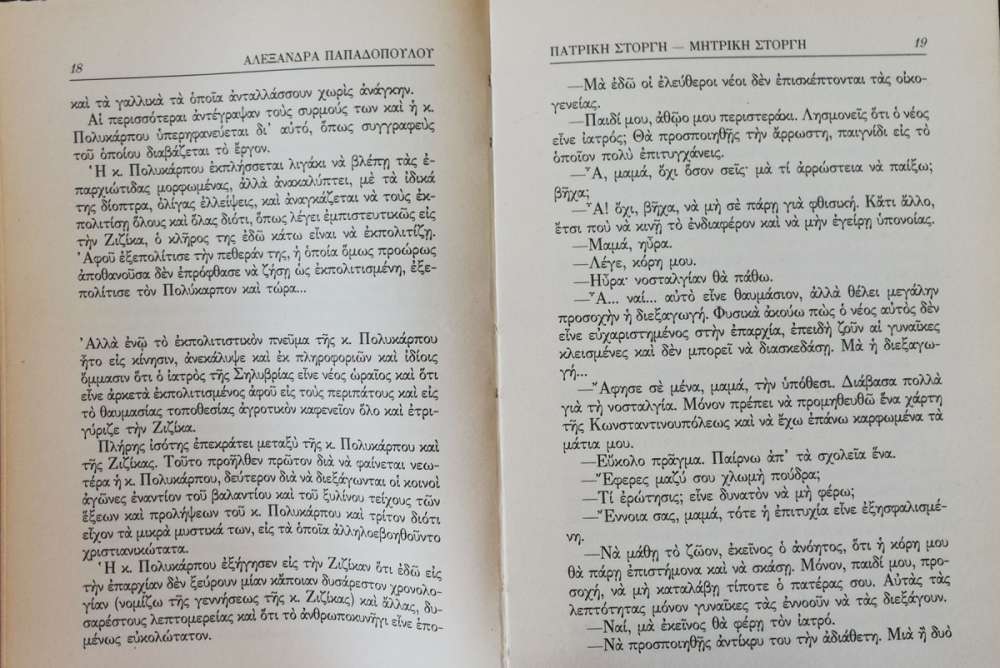 18
ΑΛΕΞΑΝΔΡΑ ΠΑΠΑΔΟΠΟΥΛΟΥ
καὶ τὰ γαλλικὰ τὰ ὁποῖα ἀνταλλάσσουν χωρὶς ἀνάγκην.
Αἱ περισσότεραι ἀντέγραψαν τοὺς συρμούς των καὶ ἡ κ.
Πολυκάρπου ὑπερηφανεύεται δι᾽ αὐτό, ὅπως συγγραφεὺς
τοῦ ὁποίου διαβάζεται τὸ ἔργον.
Ἡ κ. Πολυκάρπου ἐκπλήσσεται λιγάκι νὰ βλέπῃ τὰς ἐ-
παρχιώτιδας μορφωμένας, ἀλλὰ ἀνακαλύπτει, μὲ τὰ ἰδικά
της δίοπτρα, ὀλίγας ἐλλείψεις, καὶ ἀναγκάζεται νὰ τοὺς ἐκ-
πολιτίσῃ ὅλους καὶ ὅλας διότι, ὅπως λέγει ἐμπιστευτικῶς εἰς
τὴν Ζιζίκα, ὁ κλῆρος της ἐδῶ κάτω εἶναι νὰ ἐκπολιτίζῃ.
Ἀφοῦ ἐξεπολίτισε τὴν πεθεράν της, ἡ ὁποία ὅμως προώρως
ἀποθανοῦσα δὲν ἐπρόφθασε νὰ ζήσῃ ὡς ἐκπολιτισμένη, ἐξε-
πολίτισε τὸν Πολύκαρπον καὶ τώρα...
Ἀλλὰ ἐνῷ τὸ ἐκπολιτιστικὸν πνεῦμα τῆς κ. Πολυκάρπου
ἦτο εἰς κίνησιν, ἀνεκάλυψε καὶ ἐκ πληροφοριῶν καὶ ἰδίοις
ὄμμασιν ὅτι ὁ ἰατρὸς τῆς Σηλυβρίας εἶνε νέος ὡραῖος καὶ ὅτι
εἶνε ἀρκετὰ ἐκπολιτισμένος ἀφοῦ εἰς τοὺς περιπάτους καὶ εἰς
τὸ θαυμασίας τοποθεσίας ἀγροτικὸν καφενεῖον ὅλο καὶ ἐτρι-
γύριζε τὴν Ζιζίκα.
Πλήρης ἰσότης ἐπεκράτει μεταξὺ τῆς κ. Πολυκάρπου καὶ
τῆς Ζιζίκας. Τοῦτο προῆλθεν πρῶτον διὰ νὰ φαίνεται νεω-
τέρα ἡ κ. Πολυκάρπου, δεύτερον διὰ νὰ διεξάγωνται οἱ κοινοὶ
ἀγῶνες ἐναντίον τοῦ βαλαντίου καὶ τοῦ ξυλίνου τείχους τῶν
ἕξεων καὶ προλήψεων τοῦ κ. Πολυκάρπου καὶ τρίτον διότι
εἶχον τὰ μικρὰ μυστικά των, εἰς τὰ ὁποῖα ἀλληλοεβοηθοῦντο
χριστιανικώτατα.
Ἡ κ. Πολυκάρπου ἐξήγησεν εἰς τὴν Ζιζίκαν ὅτι ἐδῶ εἰς
τὴν ἐπαρχίαν δὲν ξεύρουν μίαν κάποιαν δυσάρεστον χρονολο-
γίαν (νομίζω τῆς γεννήσεως τῆς κ. Ζιζίκας) καὶ ἄλλας, δυ-
σαρέστους λεπτομερείας καὶ ὅτι τὸ ἀνθρωποκυνήγι εἶνε ἑπο-
μένως εὐκολώτατον.
ΠΑΤΡΙΚΗ ΣΤΟΡΓΗ — ΜΗΤΡΙΚΗ ΣΤΟΡΓΗ
19
—Μὰ ἐδῶ οἱ ἐλεύθεροι νέοι δὲν ἐπισκέπτονται τὰς οἰκο-
γενείας.
—Παιδί μου, ἀθῷο μου περιστεράκι. Λησμονεῖς ὅτι ὁ νέος
εἶνε ἰατρός; Θὰ προσποιηθῇς τὴν ἄρρωστη, παιγνίδι εἰς τὸ
ὁποῖον πολὺ ἐπιτυγχάνεις.
—Ἆ, μαμά, ὄχι ὅσον σεῖς· μὰ τί ἀρρώστεια νὰ παίξω;
βῆχα;
—Ἆ! ὄχι, βῆχα, νὰ μὴ σὲ πάρῃ γιὰ φθισική. Κἄτι ἄλλο,
ἔτσι ποὺ νὰ κινῇ τὸ ἐνδιαφέρον καὶ νὰ μὴν ἐγείρῃ ὑπονοίας.
—Μαμά, ηὗρα.
—Λέγε, κόρη μου.
—Ηὗρα· νοσταλγίαν θὰ πάθω.
—Ἆ... ναί... αὐτὸ εἶνε θαυμάσιον, ἀλλὰ θέλει μεγάλην
προσοχὴν ἡ διεξαγωγή. Φυσικὰ ἀκούω πὼς ὁ νέος αὐτὸς δὲν
εἶνε εὐχαριστημένος στὴν ἐπαρχία, ἐπειδὴ ζοῦν αἱ γυναῖκες
κλεισμένες καὶ δὲν μπορεῖ νὰ διασκεδάσῃ. Μὰ ἡ διεξαγω-
γή...
—Ἄφησε σὲ μένα, μαμά, τὴν ὑπόθεσι. Διάβασα πολλὰ
γιὰ τὴ νοσταλγία. Μόνον πρέπει νὰ προμηθευθῶ ἕνα χάρτη
τῆς Κωνσταντινουπόλεως καὶ νὰ ἔχω ἐπάνω καρφωμένα τὰ
μάτια μου.
—Εὔκολο πρᾶγμα. Παίρνω ἀπ᾽ τὰ σχολεῖα ἕνα.
—Ἔφερες μαζύ σου χλωμὴ πούδρα;
—Τί ἐρώτησις; εἶνε δυνατὸν νὰ μὴ φέρω;
—Ἔννοια σας, μαμά, τότε ἡ ἐπιτυχία εἶνε ἐξησφαλισμέ-
νη.
—Νὰ μάθῃ τὸ ζῶον, ἐκεῖνος ὁ ἀνόητος, ὅτι ἡ κόρη μου
θὰ πάρῃ ἐπιστήμονα καὶ νὰ σκάσῃ. Μόνον, παιδί μου, προ-
σοχή, νὰ μὴ καταλάβῃ τίποτε ὁ πατέρας σου. Αὐτὰς τὰς
λεπτότητας μόνον γυναῖκες τὰς ἐννοοῦν νὰ τὰς διεξάγουν.
—Ναί, μὰ ἐκεῖνος θὰ φέρῃ τὸν ἰατρό.
—Νὰ προσποιηθῇς ἀντίκρυ του τὴν ἀδιάθετη. Μιὰ ἢ δυὸ